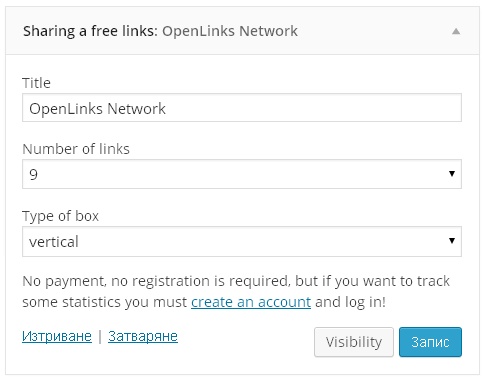 Sharing a free links: OpenLinks Network
Title
OpenLinks Network
Number of links
9
Type of box
vertical
No payment, no registration is required, but if you want to track
some statistics you must create an account and log in!
Изтриване | Затваряне Visibility Запис